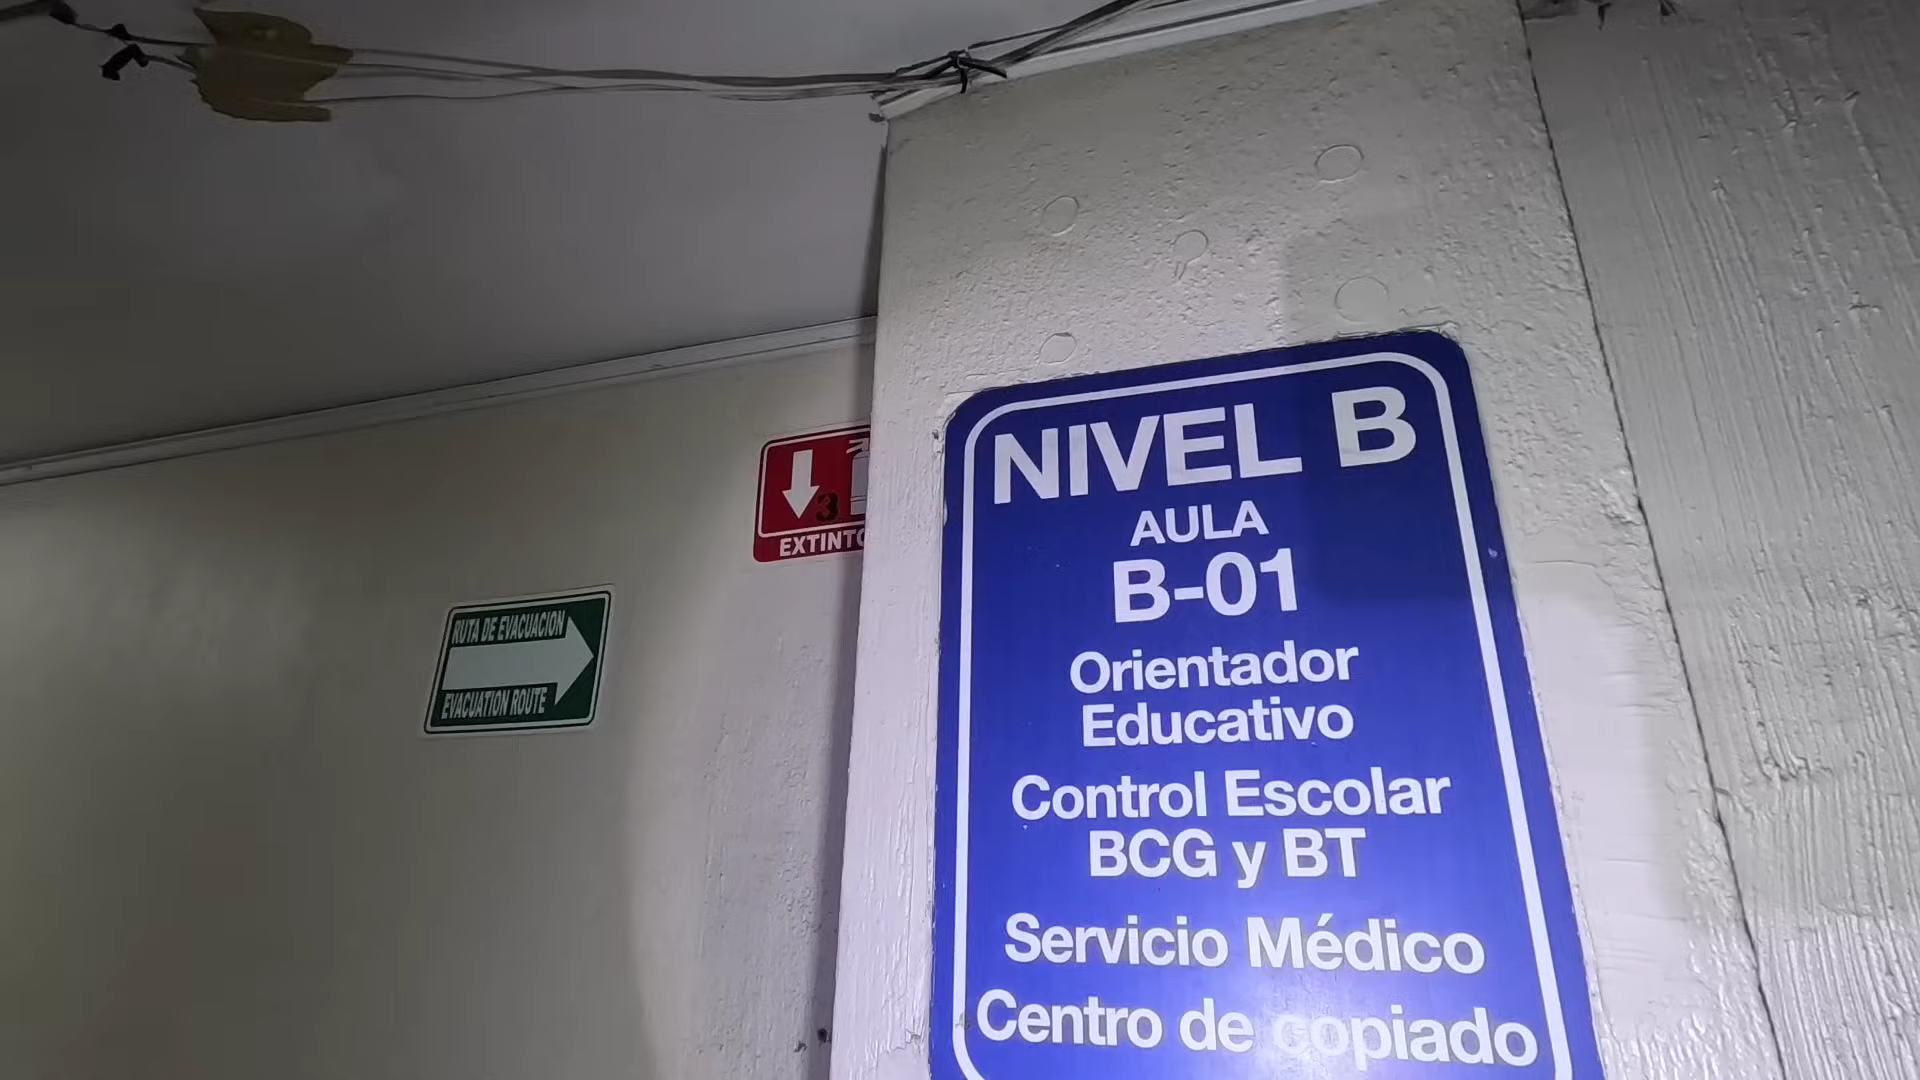 RUTA DE EVACUACION
EVACUATION ROUTE
3
EXTINTO
NIVEL B
AULA
B-01
Orientador
Educativo
Control Escolar
BCG y BT
Servicio Médico
Centro de copiado